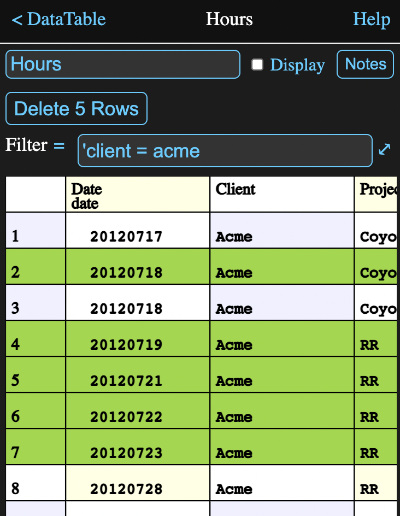 < DataTable Hours Help
Hours Display Notes
Delete 5 Rows
Filter = 'client = acme
Date Client Projec
date
1 20120717 Acme Coyo
2 20120718 Acme Coyo
3 20120718 Acme Coyo
4 20120719 Acme RR
5 20120721 Acme RR
6 20120722 Acme RR
7 20120723 Acme RR
8 20120728 Acme RR